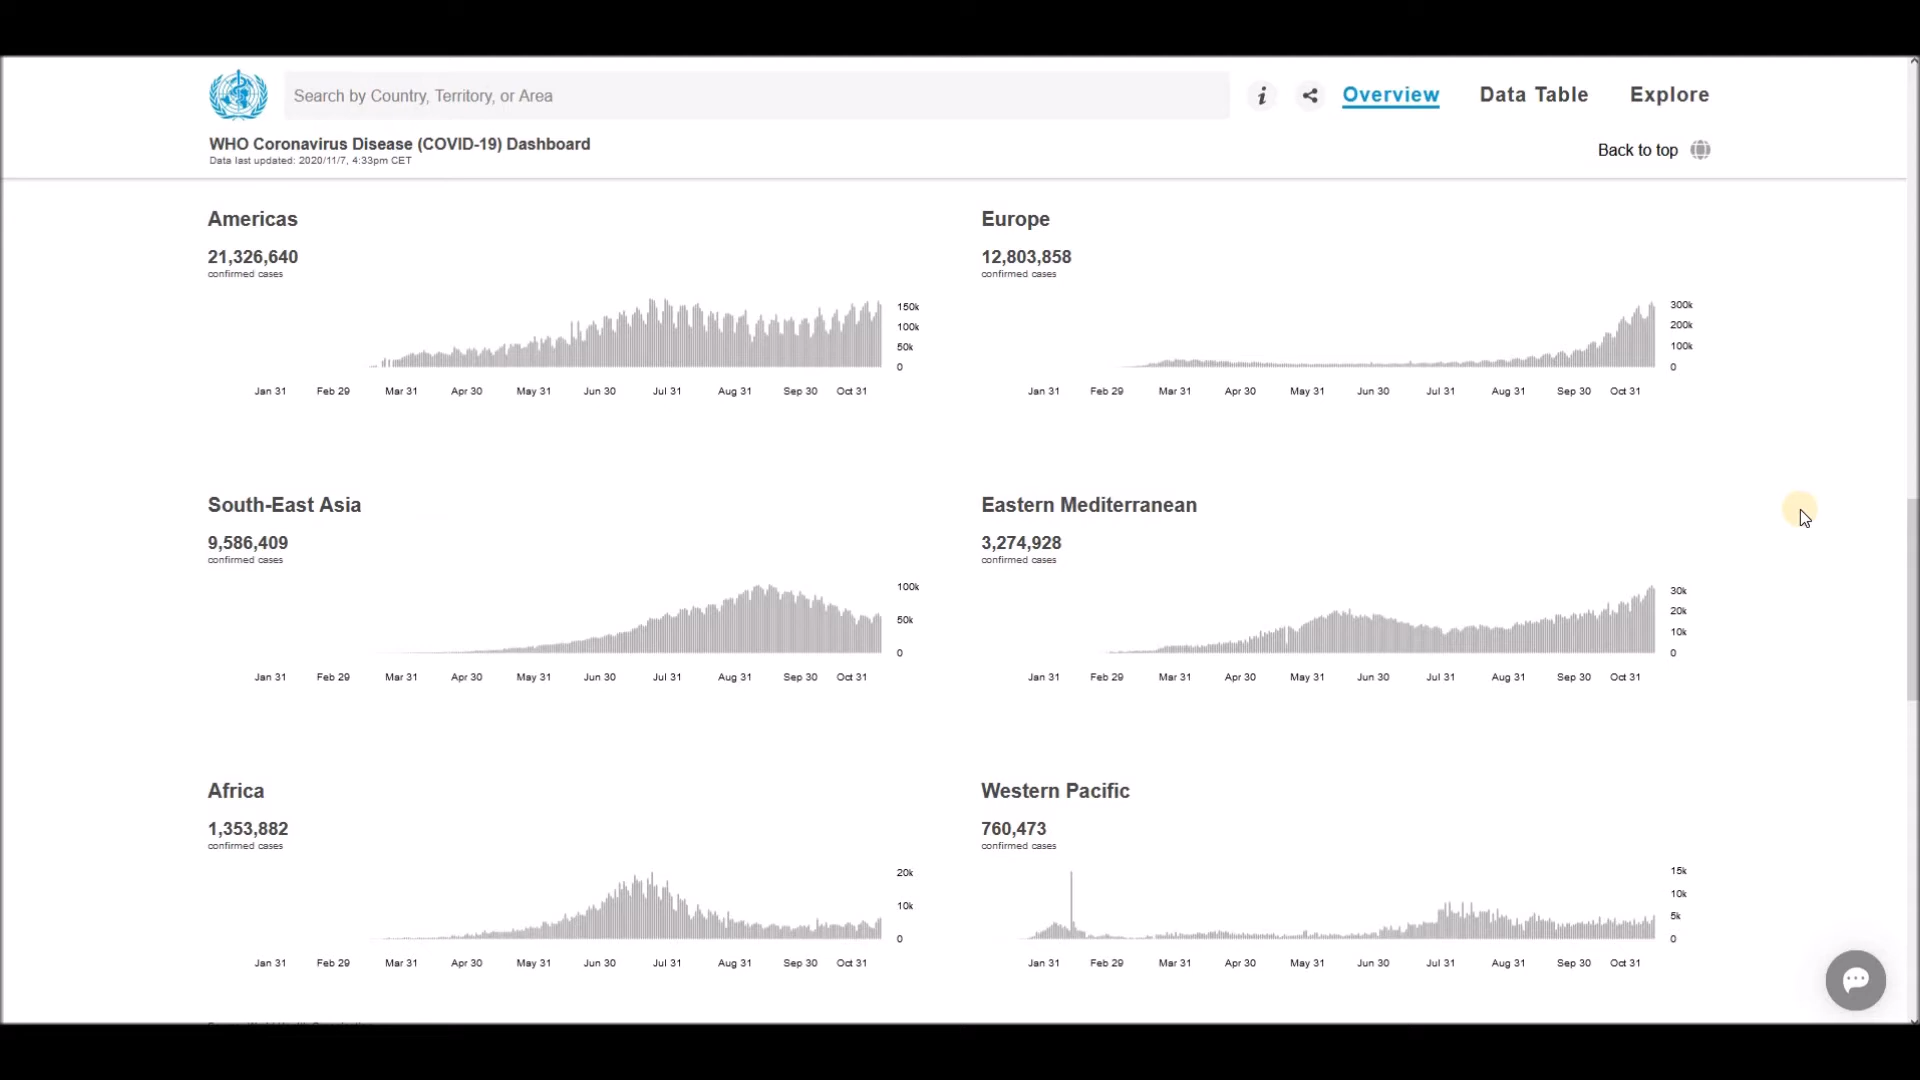 Search by Country, Territory, or Area
i
Overview
Data Table
Explore
WHO Coronavirus Disease (COVID-19) Dashboard
Data last updated: 2020/11/7, 4:33pm CET
Back to top
Americas
21,326,640
confirmed cases
150k
100k
50k
0
Jan 31 Feb 29 Mar 31 Apr 30 May 31 Jun 30 Jul 31 Aug 31 Sep 30 Oct 31
Europe
12,803,858
confirmed cases
300k
200k
100k
0
Jan 31 Feb 29 Mar 31 Apr 30 May 31 Jun 30 Jul 31 Aug 31 Sep 30 Oct 31
South-East Asia
9,586,409
confirmed cases
100k
50k
0
Jan 31 Feb 29 Mar 31 Apr 30 May 31 Jun 30 Jul 31 Aug 31 Sep 30 Oct 31
Eastern Mediterranean
3,274,928
confirmed cases
30k
20k
10k
0
Jan 31 Feb 29 Mar 31 Apr 30 May 31 Jun 30 Jul 31 Aug 31 Sep 30 Oct 31
Africa
1,353,882
confirmed cases
20k
10k
0
Jan 31 Feb 29 Mar 31 Apr 30 May 31 Jun 30 Jul 31 Aug 31 Sep 30 Oct 31
Western Pacific
760,473
confirmed cases
15k
10k
5k
0
Jan 31 Feb 29 Mar 31 Apr 30 May 31 Jun 30 Jul 31 Aug 31 Sep 30 Oct 31